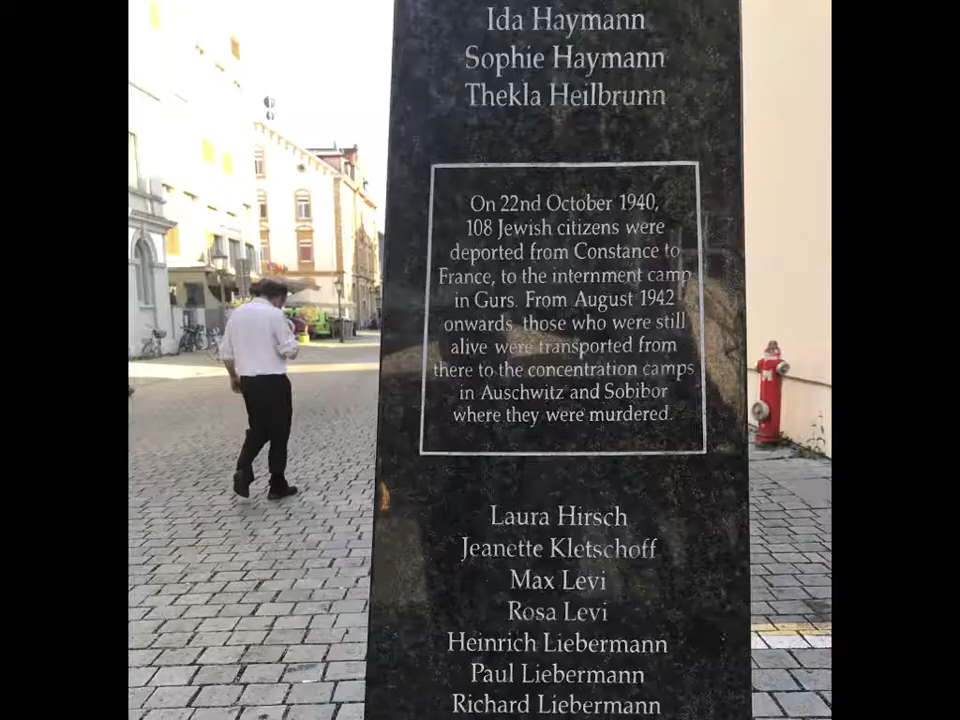 Ida Haymann
Sophie Haymann
Thekla Heilbrunn
On 22nd October 1940,
108 Jewish citizens were
deported from Constance to
France, to the internment camp
in Gurs. From August 1942
onwards, those who were still
alive were transported from
there to the concentration camps
in Auschwitz and Sobibor
where they were murdered.
Laura Hirsch
Jeanette Kletschoff
Max Levi
Rosa Levi
Heinrich Liebermann
Paul Liebermann
Richard Liebermann